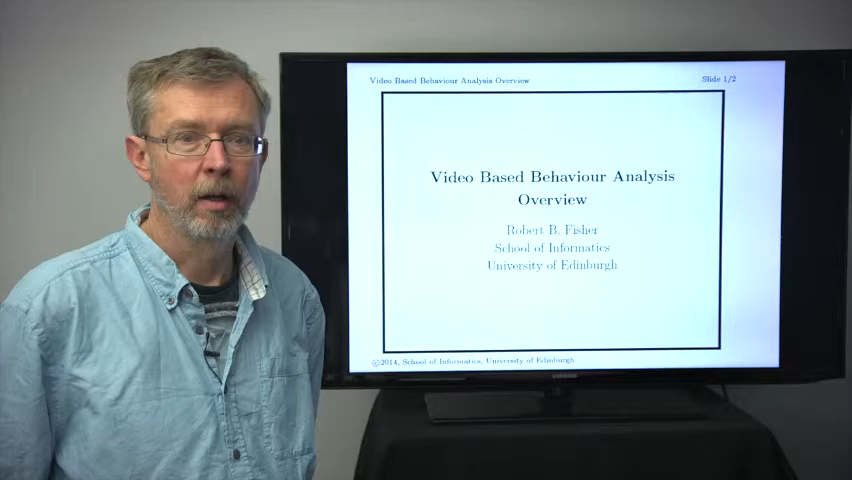 Video Based Behaviour Analysis Overview
Slide 1/2
Video Based Behaviour Analysis
Overview
Robert B. Fisher
School of Informatics
University of Edinburgh
©2014, School of Informatics, University of Edinburgh
SAMSUNG